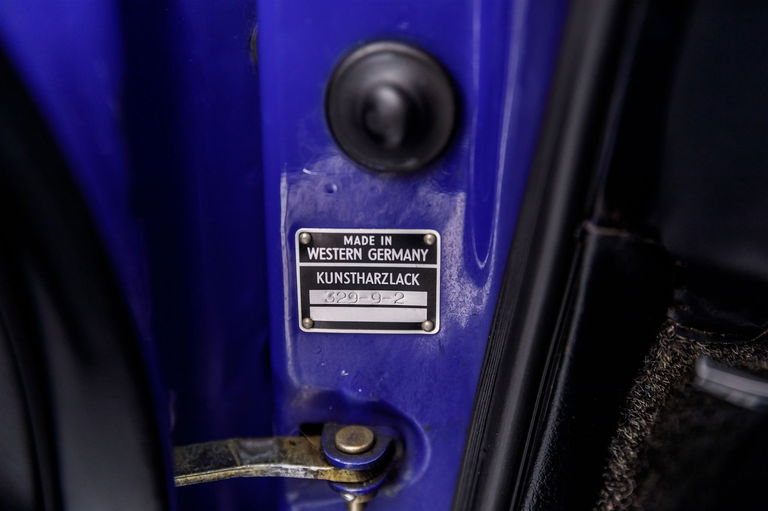 MADE IN
WESTERN GERMANY
KUNSTHARZLACK
329-9-2